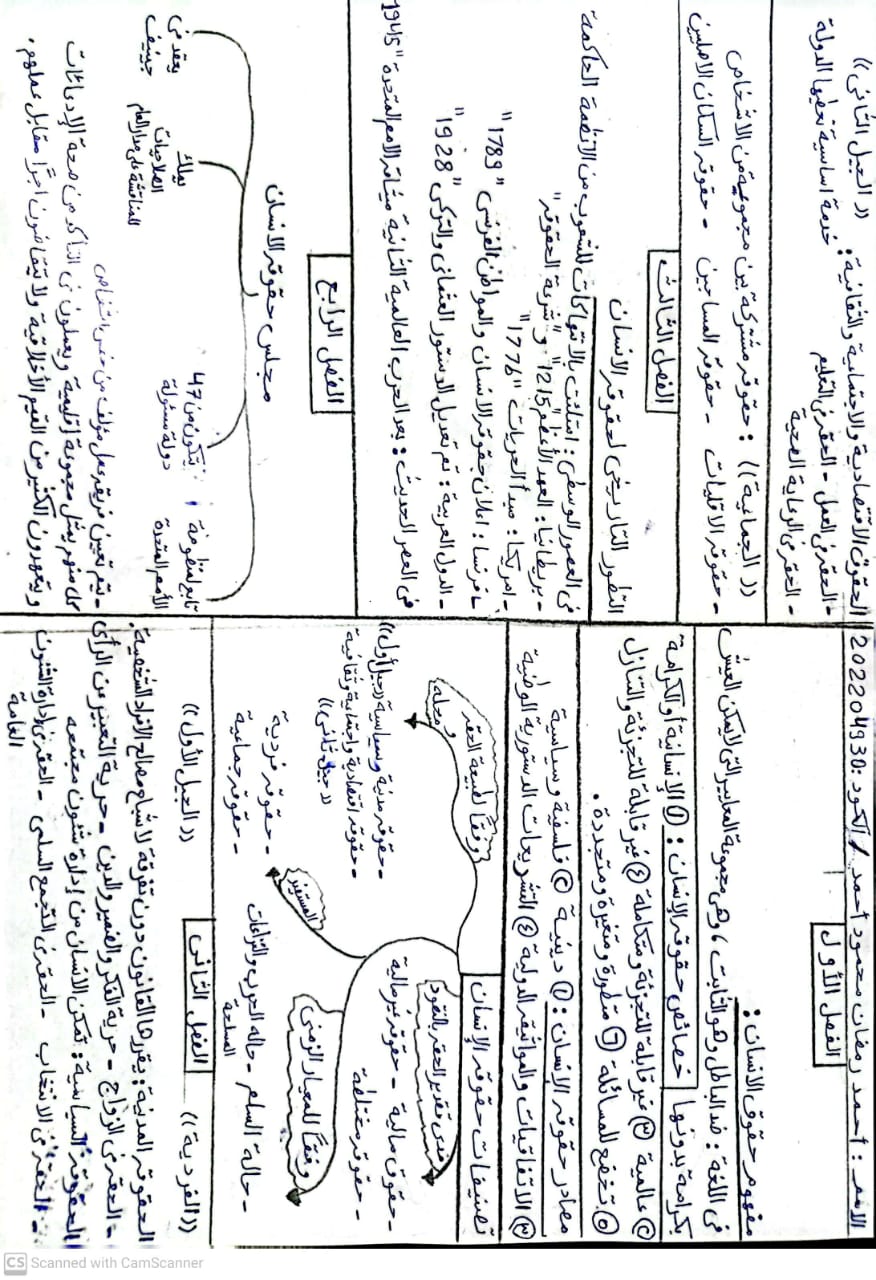 الاسم : أحمد رمضان محمود أحمد / الكود : 202204930
الفصل الأول
مفهوم حقوق الانسان :
فى اللغة : ضد الباطل وهو الثابت ، وهى مجموعة المعايير التى لايمكن العيش
بكرامة بدونها
خصائص حقوق الإنسان : ① الإنسانية أو الكرامة
② عالمية ③ غير قابلة للتجزئة ومتكاملة ④ غير قابلة للتجزئة والتنازل
⑤ تخضع للمسائلة ⑥ متطورة ومتغيرة ومتجددة .
مصادر حقوق الإنسان : ① دينية ② فلسفية وسياسية
③ الاتفاقيات والمواثيق الدولية ④ التشريعات الدستورية الوطنية
تصنيفات حقوق الإنسان
وفقاً لطبيعة الحق
و
محله
- حقوق مدنية وسياسية ((جيل أول))
- حقوق اقتصادية واجتماعية وثقافية
((جيل ثانى))
مدى تقدير الحق بالنقود
- حقوق مالية - حقوق غير مالية
- حقوق مختلطة
وفقاً للمعيار الزمنى
- حالة السلم - حاله الحرب والنزاعات
المسلحة
المستفيد
- حقوق فردية
- حقوق جماعية
الفصل الثانى
((الفردية)) ((الجيل الأول))
الحقوق المدنية : يقررها القانون دون تفرقة لاشباع مصالح الافراد الشخصية .
- الحق فى الزواج - حرية الفكر والضمير والدين - حرية التعبير عن الرأى
الحقوق السياسية : تمكن الانسان من إدارة شئون مجتمعه
- الحق فى الانتخاب - الحق فى التجمع السلمى - الحق فى إدارة الشئون
العامة
الحقوق الاقتصادية والاجتماعية والثقافية : ((الجيل الثانى))
- الحق فى العمل - الحق فى التعليم خدمة اساسية تعطيها الدولة
- الحق فى الرعاية الصحية
((الجماعية)) : حقوق مشتركة بين مجموعة من الاشخاص
- حقوق الاقليات - حقوق المساجين - حقوق السكان الاصليين
الفصل الثالث
التطور التاريخى لحقوق الانسان
فى العصور الوسطى : امتلئت بالانتهاكات للشعوب من الانظمة الحاكمة
- بريطانيا : العهد الأعظم "1215" و "شرعة الحقوق"
- امريكا : مبدأ الحريات "1776"
- فرنسا : اعلان حقوق الانسان والمواطن الفرنسى "1789"
- الدول العربية : تم تعديل الدستور العثمانى والتركى "1928"
فى العصر الحديث : بعد الحرب العالمية الثانية ميثاق الامم المتحدة "1945
الفصل الرابع
مجلس حقوق الانسان
تابع لمنظومة
الأمم المتحدة
يتكون من 47
دولة مسئولة
يملك
الصلاحيات
للمناقشة على مدار العام
يعقد فى
جينيف
- يتم تعيين فريق عمل مؤلف من خمس اشخاص
كل منهم يمثل مجموعة إقليمية ويعملون فى التأكد من صحة الإدعائات
ويتعهدون الكثير من القيم الأخلاقية ولا يتقاضون اجرًا مقابل عملهم .
CS Scanned with CamScanner